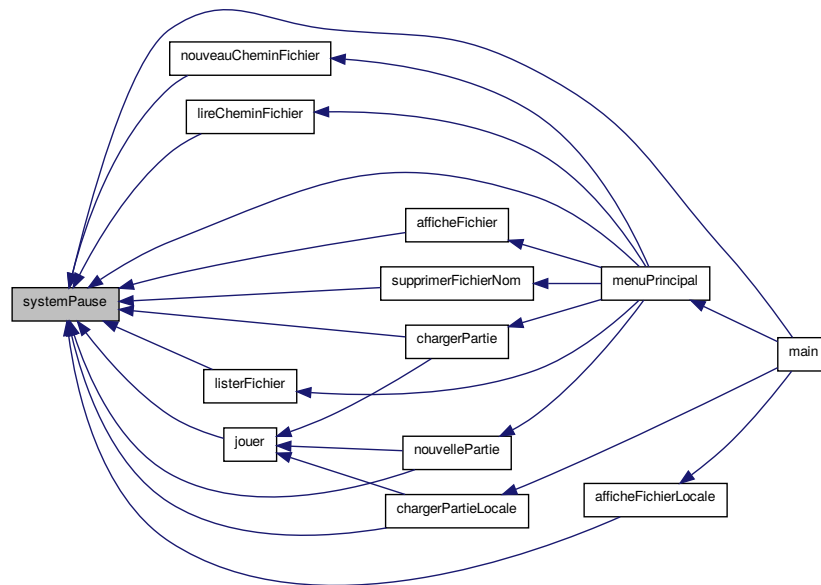 nouveauCheminFichier
lireCheminFichier
afficheFichier
supprimerFichierNom
menuPrincipal
systemPause
chargerPartie
main
listerFichier
jouer
nouvellePartie
afficheFichierLocale
chargerPartieLocale